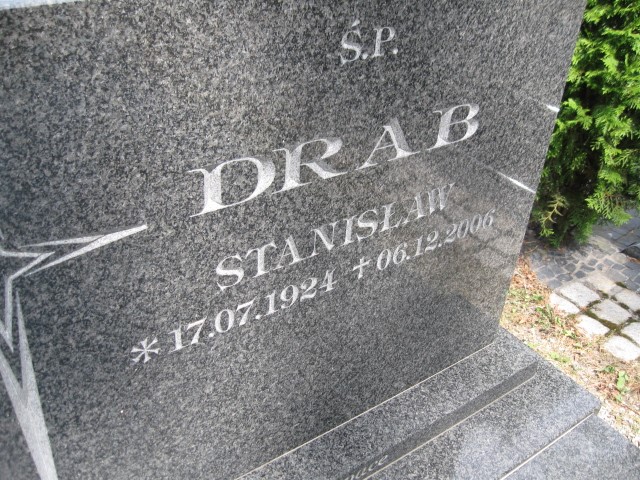 Ś.P.
DRAB
STANISŁAW
* 17.07.1924 † 06.12.2006